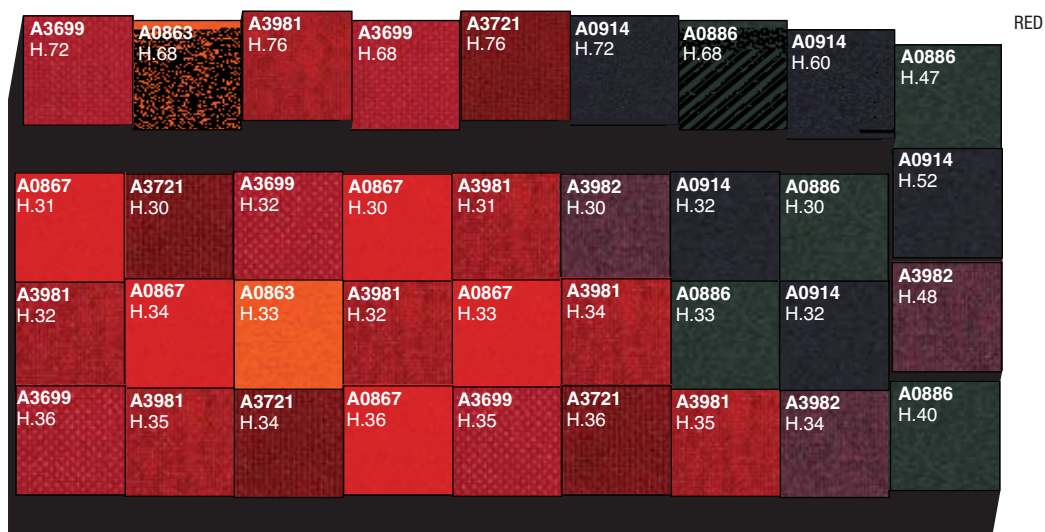 RED
A3699
H.72
A0863
H.68
A3981
H.76
A3699
H.68
A3721
H.76
A0914
H.72
A0886
H.68
A0914
H.60
A0886
H.47
A0867
H.31
A3721
H.30
A3699
H.32
A0867
H.30
A3981
H.31
A3982
H.30
A0914
H.32
A0886
H.30
A0914
H.52
A3981
H.32
A0867
H.34
A0863
H.33
A3981
H.32
A0867
H.33
A3981
H.34
A0886
H.33
A0914
H.32
A3982
H.48
A3699
H.36
A3981
H.35
A3721
H.34
A0867
H.36
A3699
H.35
A3721
H.36
A3981
H.35
A3982
H.34
A0886
H.40